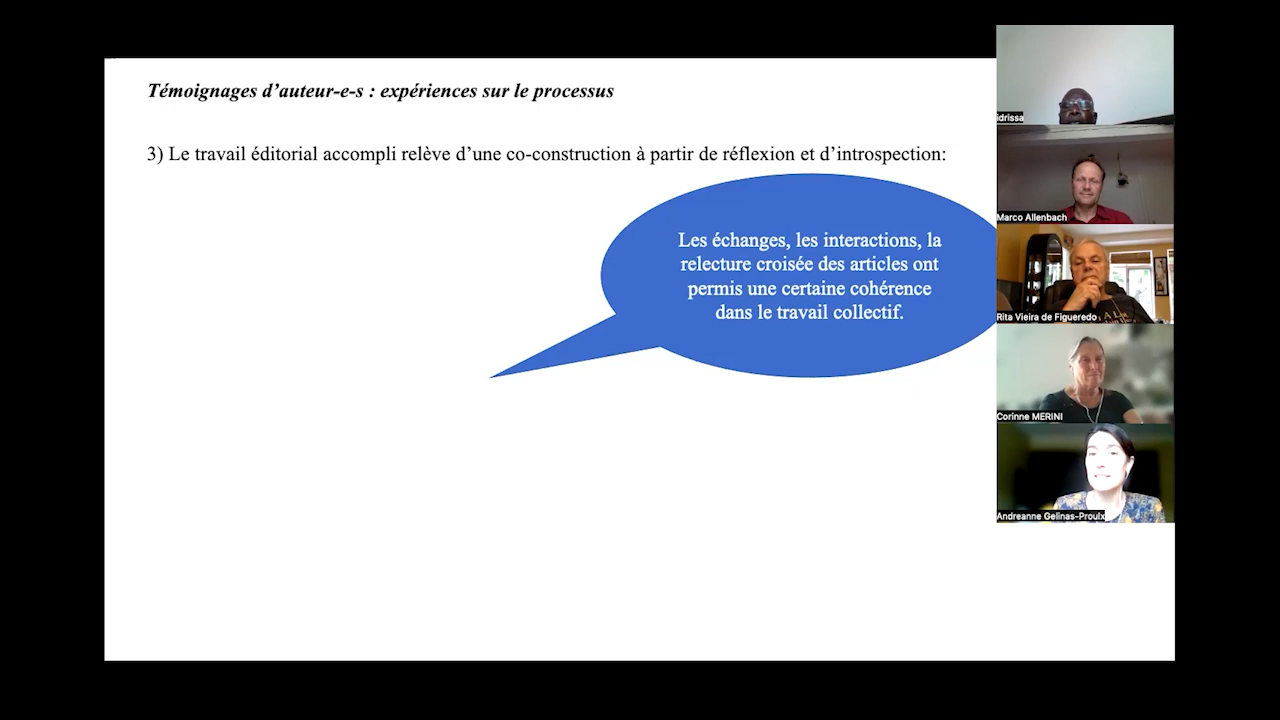 Témoignages d’auteur-e-s : expériences sur le processus
3) Le travail éditorial accompli relève d’une co-construction à partir de réflexion et d’introspection:
Les échanges, les interactions, la
relecture croisée des articles ont
permis une certaine cohérence
dans le travail collectif.
idrissa
Marco Allenbach
Rita Vieira de Figueredo
Corinne MERINI
Andreanne Gelinas-Proulx